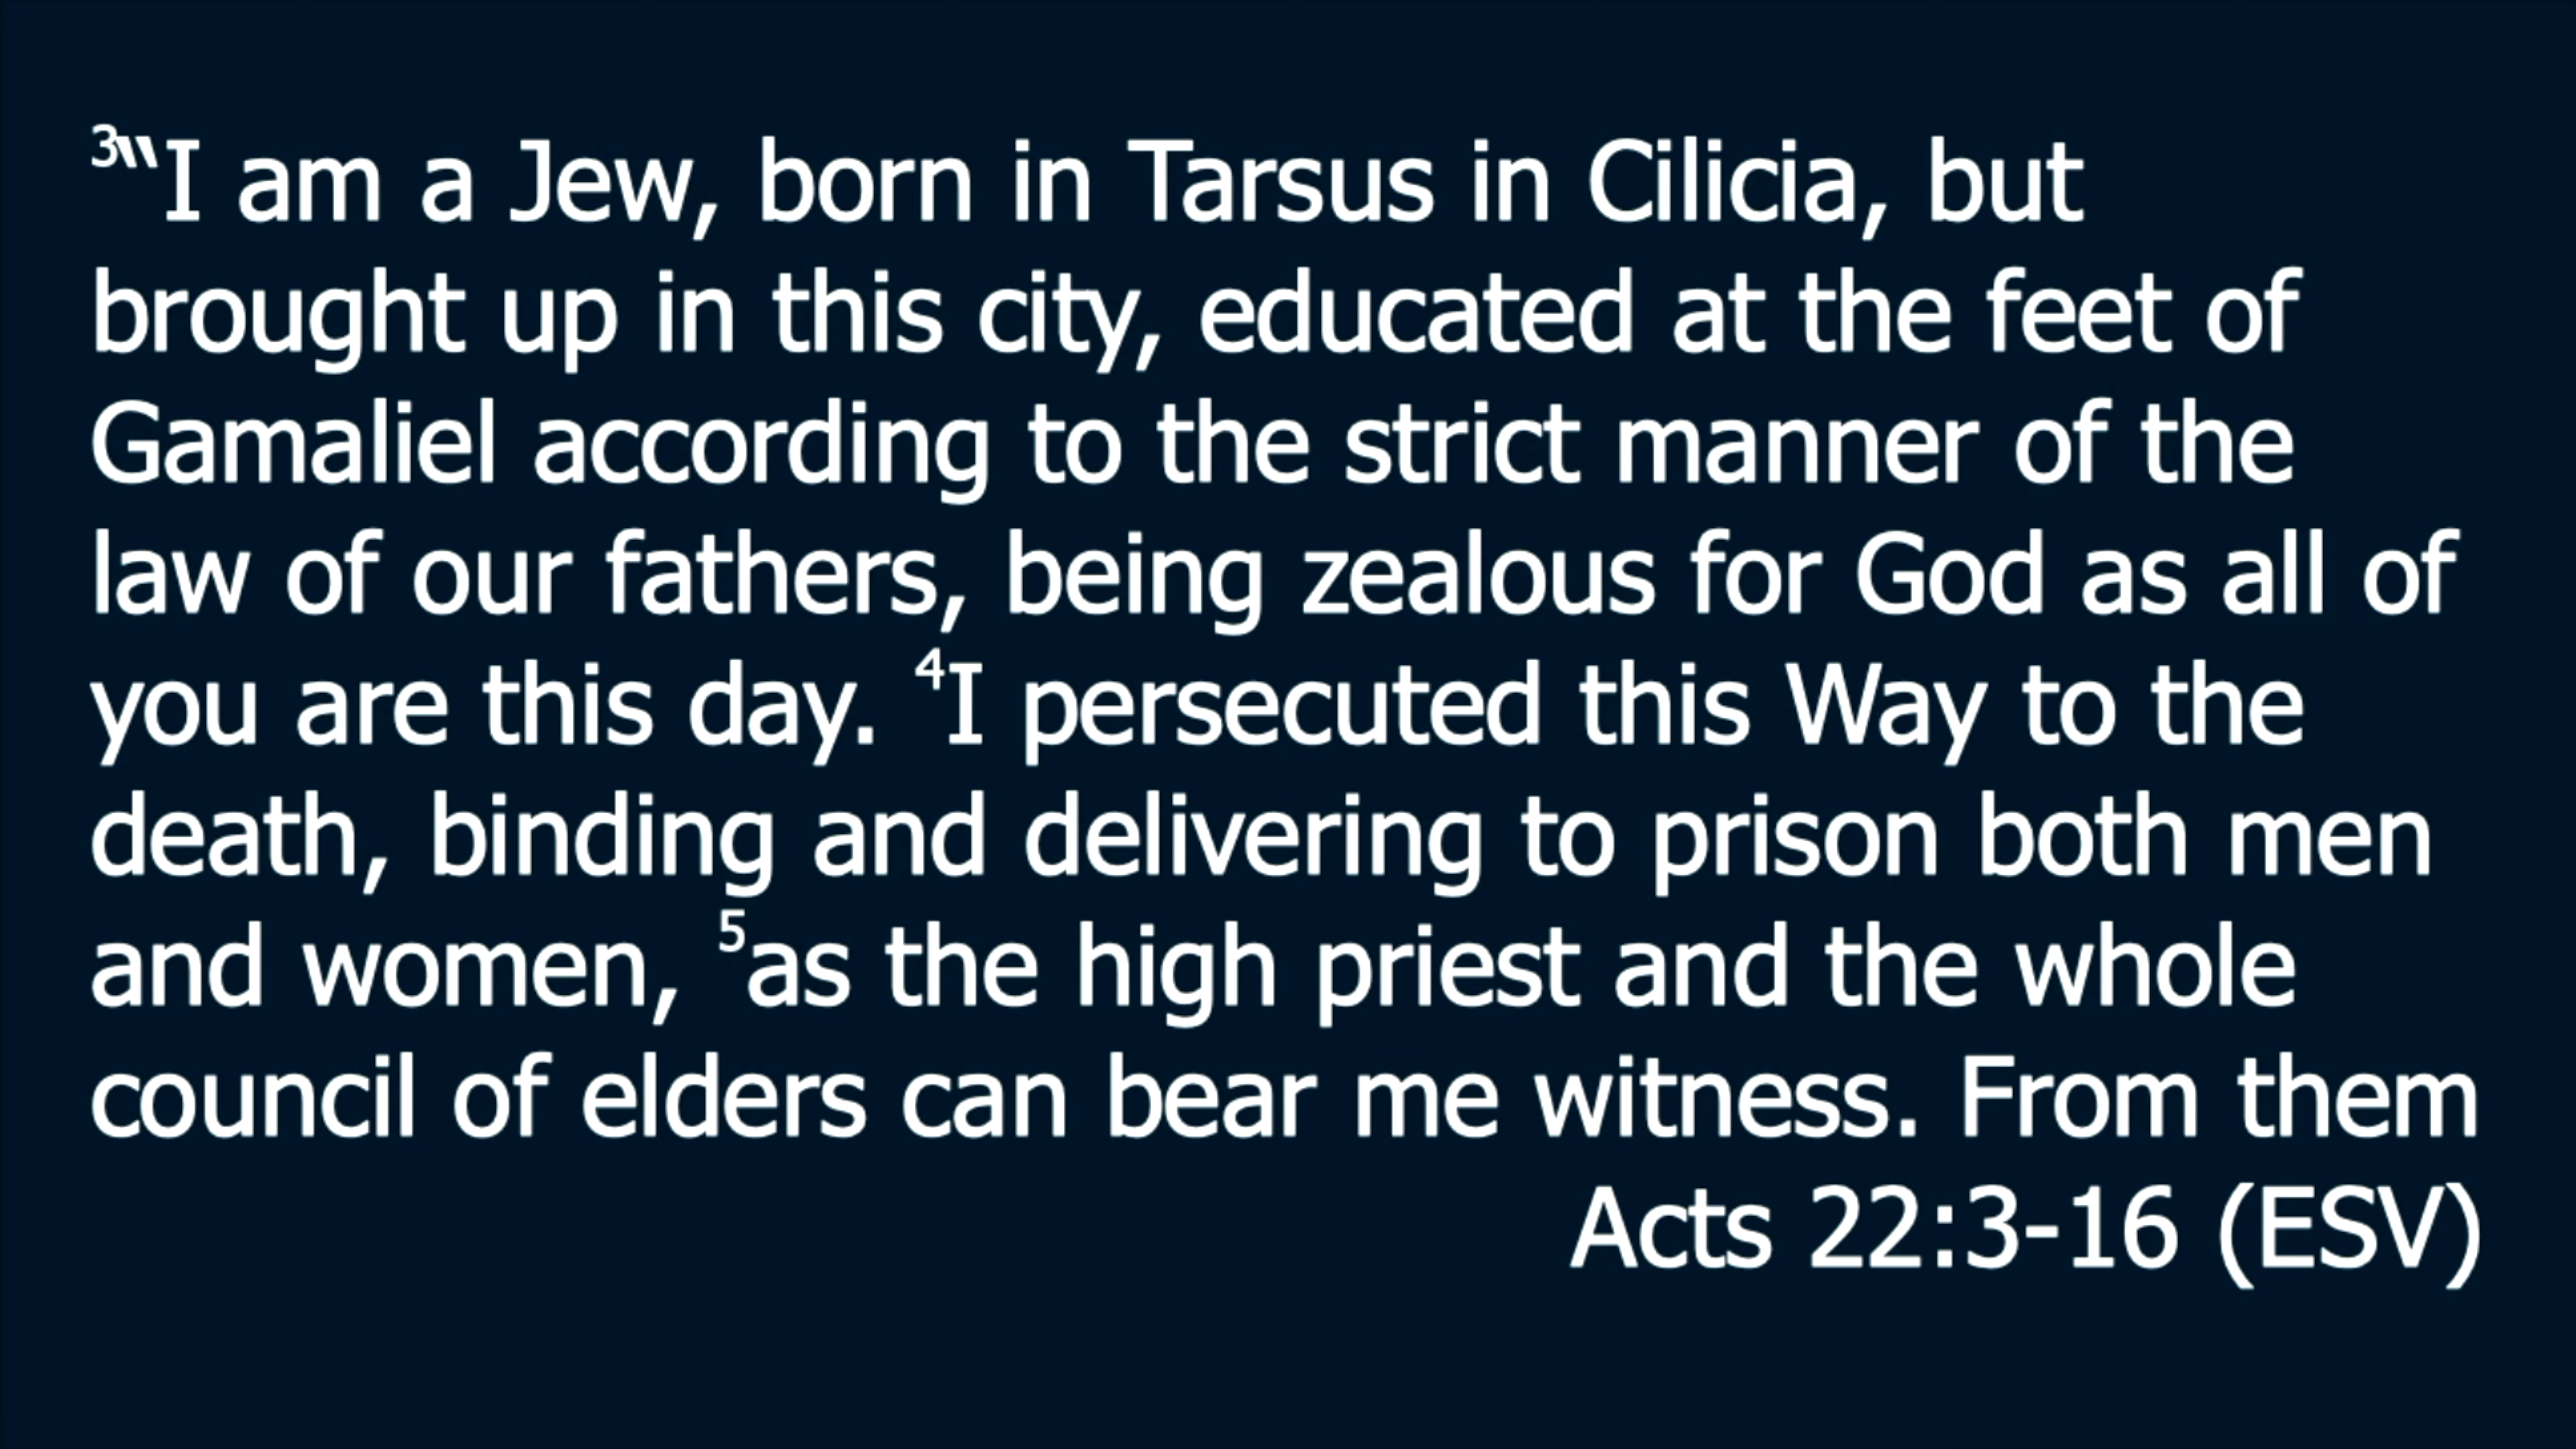 ³“I am a Jew, born in Tarsus in Cilicia, but
brought up in this city, educated at the feet of
Gamaliel according to the strict manner of the
law of our fathers, being zealous for God as all of
you are this day. ⁴I persecuted this Way to the
death, binding and delivering to prison both men
and women, ⁵as the high priest and the whole
council of elders can bear me witness. From them
Acts 22:3-16 (ESV)